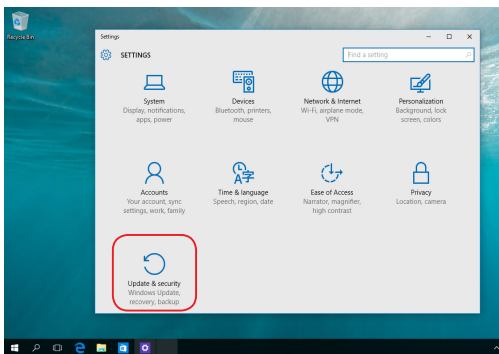 Recycle Bin
Settings
SETTINGS
Find a setting
System
Display, notifications,
apps, power
Devices
Bluetooth, printers,
mouse
Network & Internet
Wi-Fi, airplane mode,
VPN
Personalization
Background, lock
screen, colors
Accounts
Your account, sync
settings, work, family
Time & language
Speech, region, date
Ease of Access
Narrator, magnifier,
high contrast
Privacy
Location, camera
Update & security
Windows Update,
recovery, backup